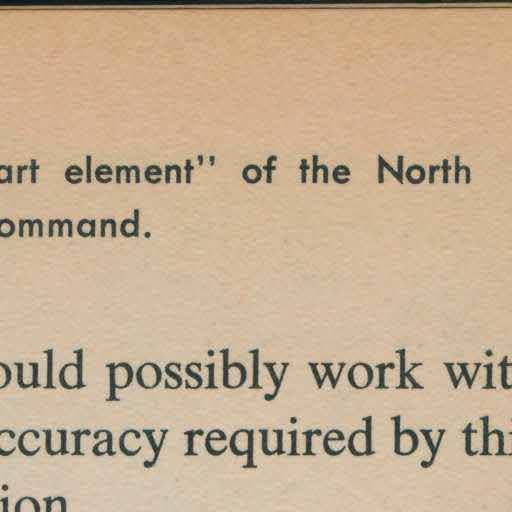 art element" of the North
ommand.
ould possibly work wit
ccuracy required by thi
ion